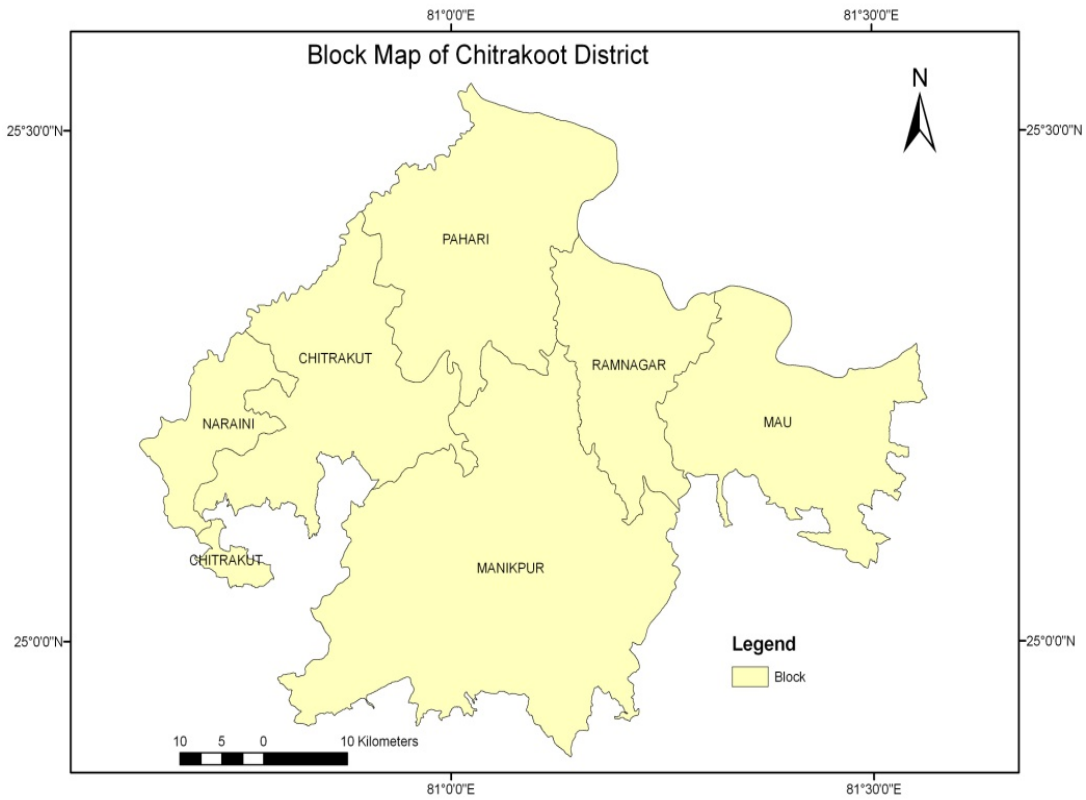 81°0'0"E
81°30'0"E
Block Map of Chitrakoot District
N
25°30'0"N
25°30'0"N
PAHARI
CHITRAKUT
RAMNAGAR
NARAINI
MAU
CHITRAKUT
MANIKPUR
25°0'0"N
25°0'0"N
Legend
Block
10 5 0 10 Kilometers
81°0'0"E
81°30'0"E